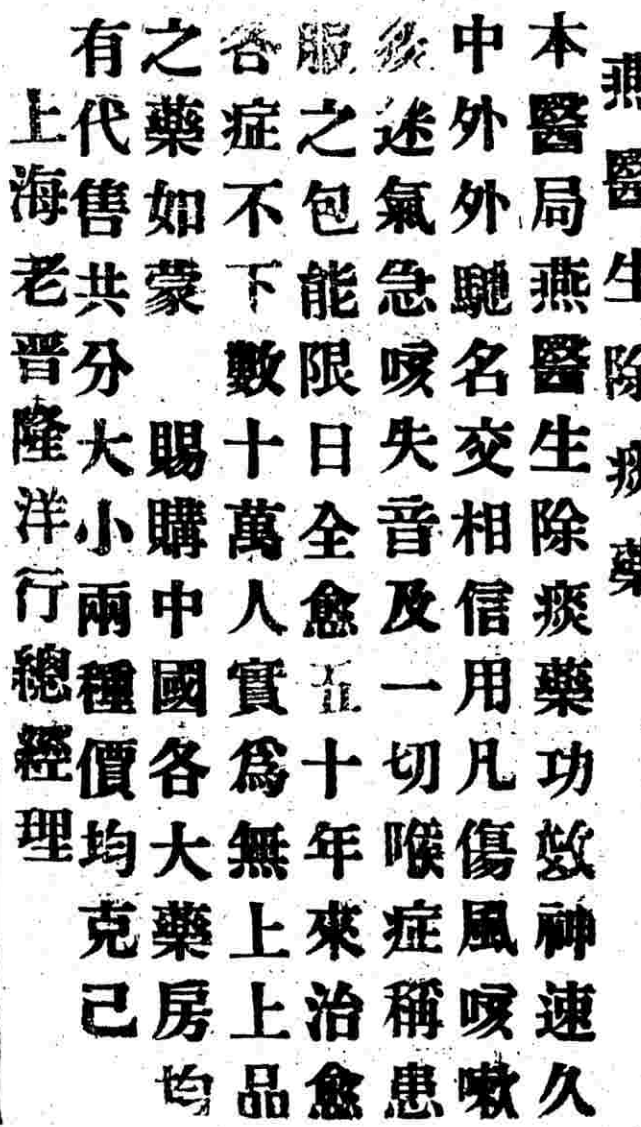 燕醫生除痰藥
本醫局燕醫生除痰藥功效神速久
中外外馳名交相信用凡傷風咳嗽
迷氣急咳失音及一切喉症稱患
服之包能限日全愈五十年來治愈
各症不下數十萬人實爲無上上品
之藥如蒙　賜購中國各大藥房均
有代售共分大小兩種價均克己
上海老晋隆洋行總經理